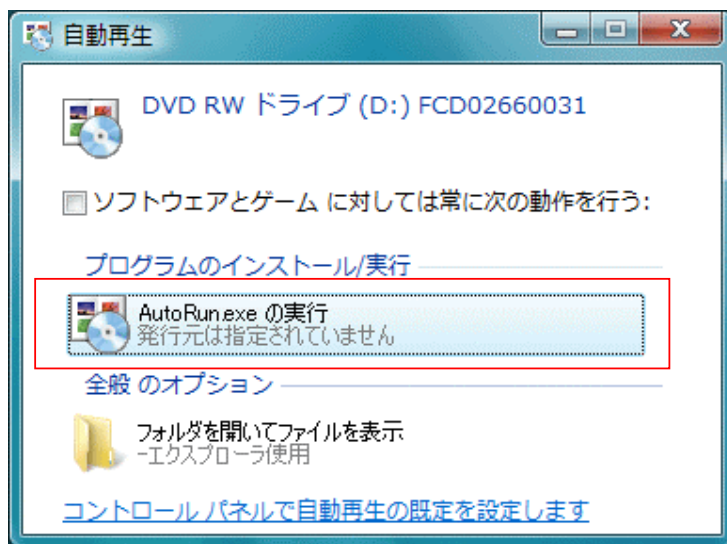 自動再生
DVD RW ドライブ (D:) FCD02660031
ソフトウェアとゲーム に対しては常に次の動作を行う:
プログラムのインストール/実行
AutoRun.exe の実行
発行元は指定されていません
全般 のオプション
フォルダを開いてファイルを表示
-エクスプローラ使用
コントロール パネルで自動再生の既定を設定します